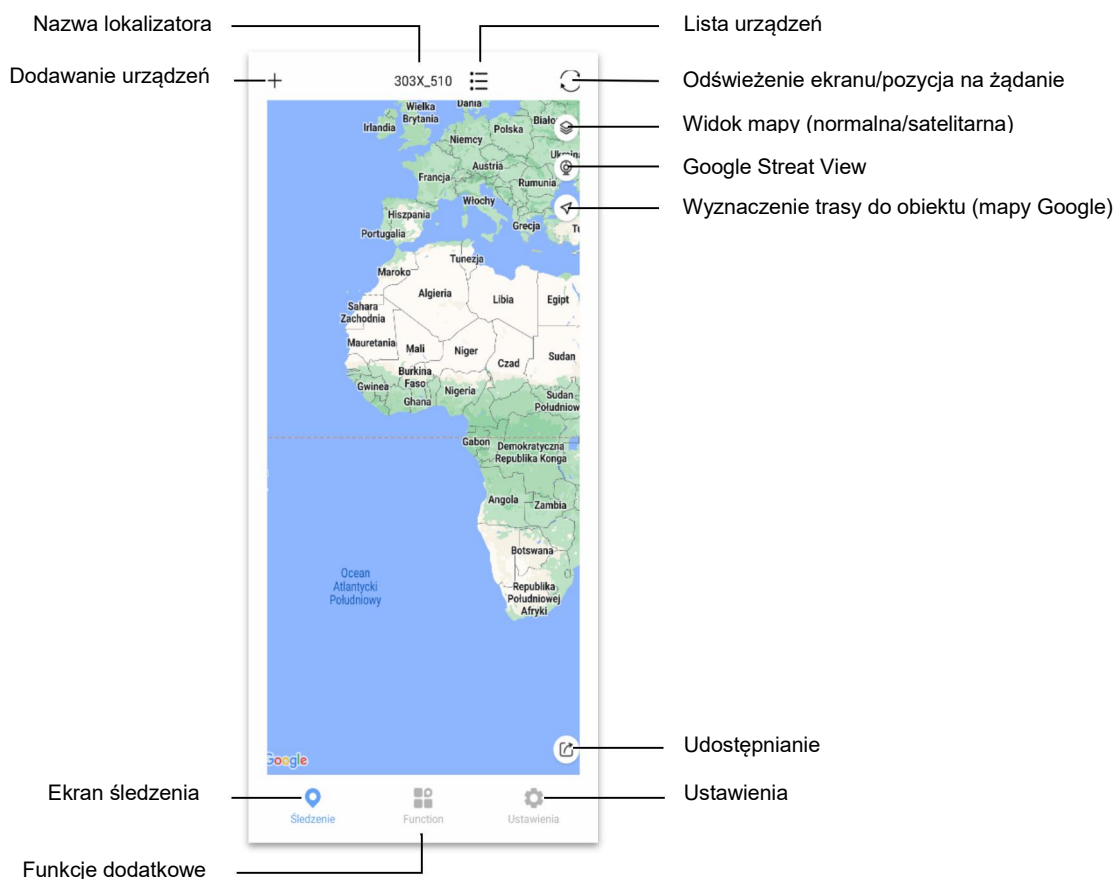 Nazwa lokalizatora
Lista urządzeń
Dodawanie urządzeń
303X_510
Odświeżenie ekranu/pozycja na żądanie
Widok mapy (normalna/satelitarna)
Google Streat View
Wyznaczenie trasy do obiektu (mapy Google)
Wielka
Brytania
Dania
Irlandia
Polska
Białor
Niemcy
Ukraina
Austria
Francja
Rumunia
Włochy
Hiszpania
Grecja
Portugalia
Tunezja
Maroko
Algieria
Libia
Egipt
Sahara
Zachodnia
Mauretania
Mali
Niger
Czad
Sudan
Burkina
Faso
Gwinea
Nigeria
Ghana
Sudan
Południow
Gabon
Demokratyczna
Republika Konga
Angola
Zambia
Botswana
Ocean
Atlantycki
Południowy
Republika
Południowej
Afryki
Google
Udostępnianie
Ekran śledzenia
Ustawienia
Śledzenie
Function
Ustawienia
Funkcje dodatkowe